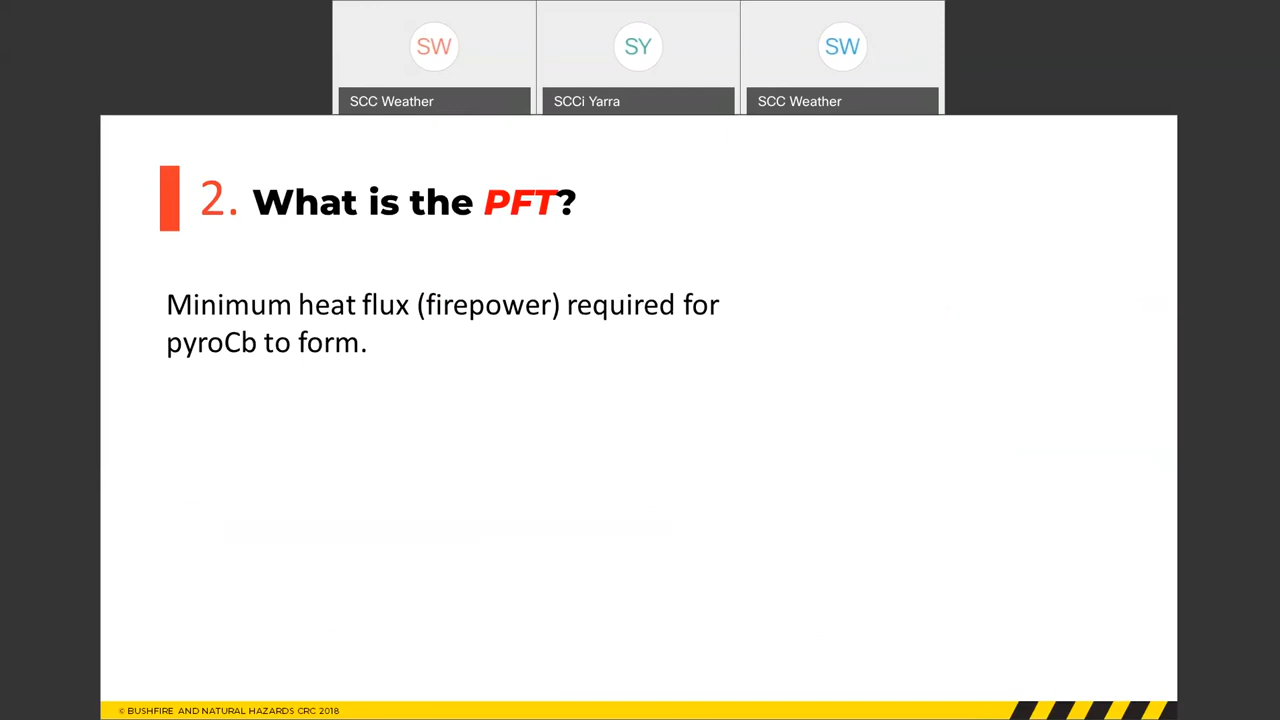 SW
SY
SW
SCC Weather
SCCi Yarra
SCC Weather
2. What is the PFT?
Minimum heat flux (firepower) required for
pyroCb to form.
© BUSHFIRE AND NATURAL HAZARDS CRC 2018